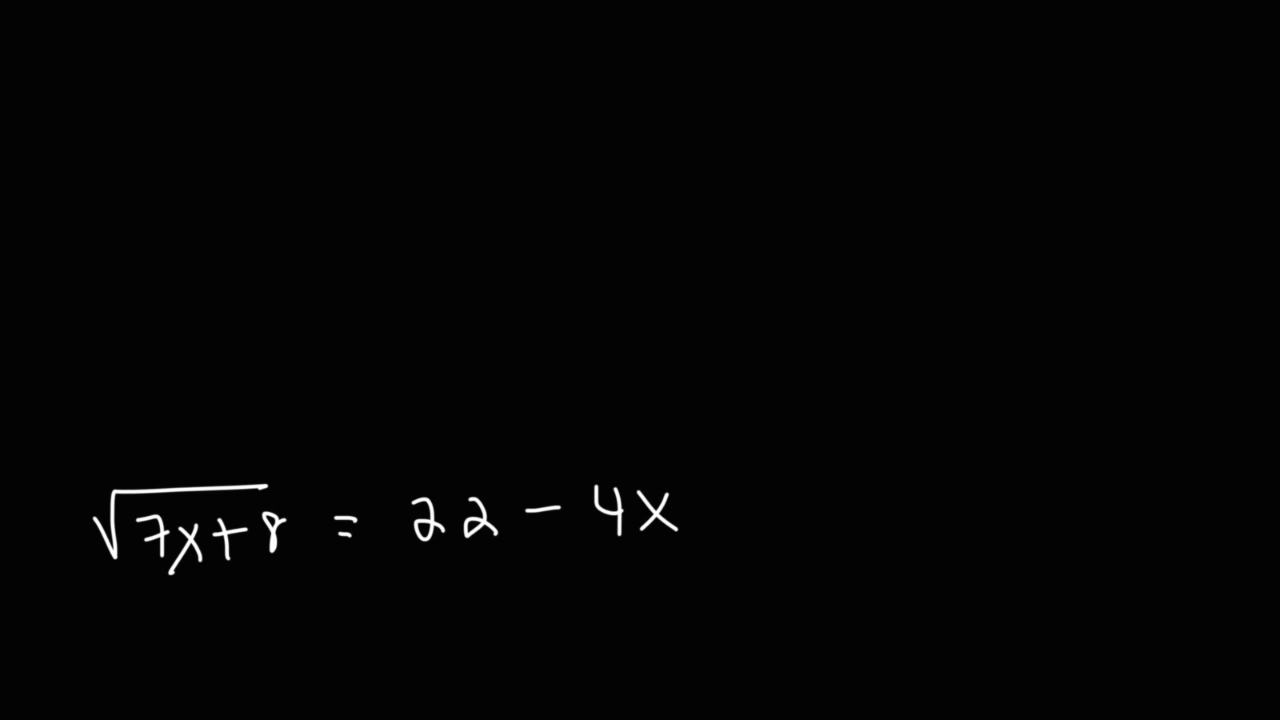 √7x+8 = 22 - 4x